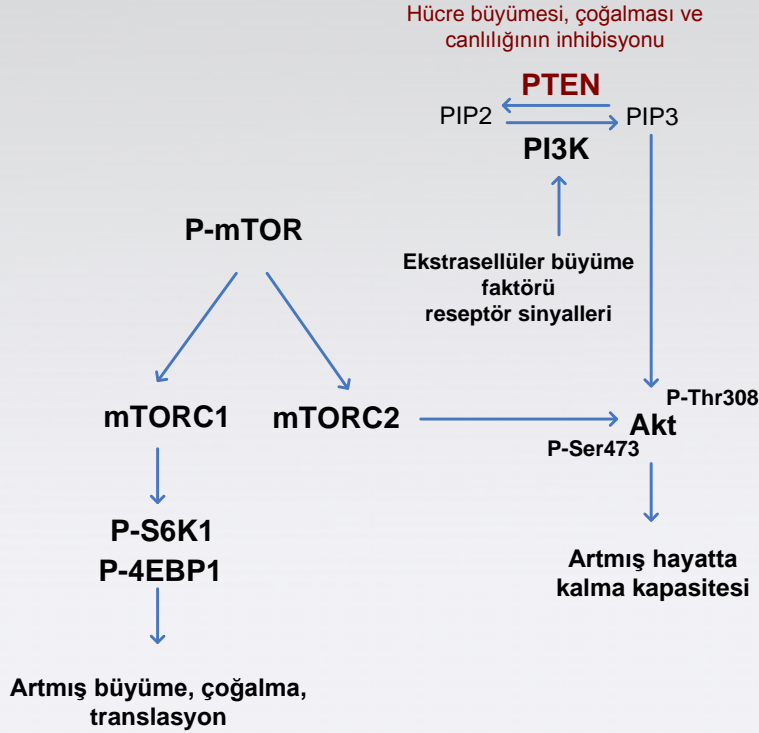 Hücre büyümesi, çoğalması ve
canlılığının inhibisyonu
PTEN
PIP2
PIP3
PI3K
P-mTOR
Ekstrasellüler büyüme
faktörü
reseptör sinyalleri
mTORC1
mTORC2
P-Thr308
Akt
P-Ser473
P-S6K1
P-4EBP1
Artmış hayatta
kalma kapasitesi
Artmış büyüme, çoğalma,
translasyon